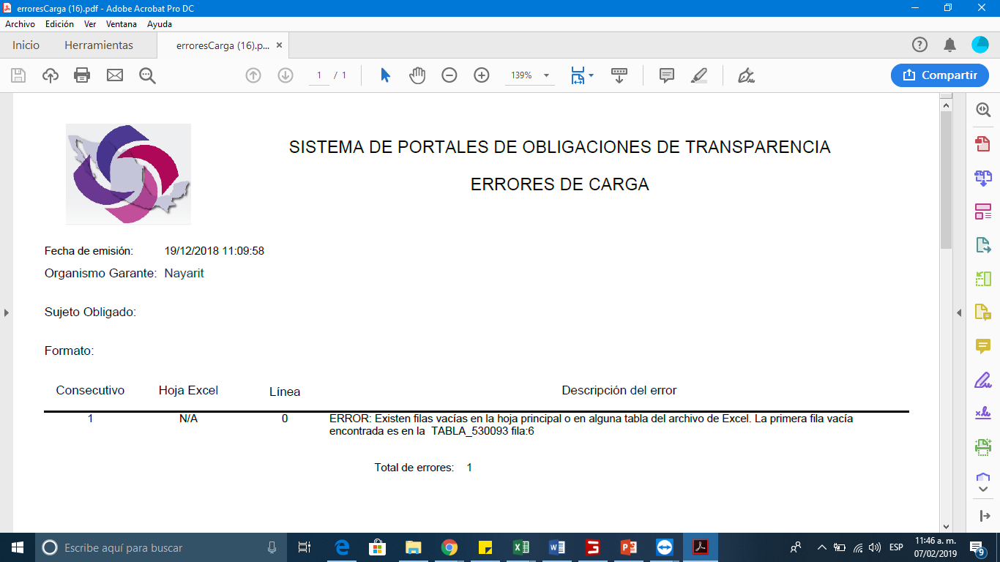 erroresCarga (16).pdf - Adobe Acrobat Pro DC
Archivo Edición Ver Ventana Ayuda
Inicio Herramientas erroresCarga (16).p... ×
1 / 1 139% Compartir
SISTEMA DE PORTALES DE OBLIGACIONES DE TRANSPARENCIA
ERRORES DE CARGA
Fecha de emisión: 19/12/2018 11:09:58
Organismo Garante: Nayarit
Sujeto Obligado:
Formato:
Consecutivo Hoja Excel Línea Descripción del error
1 N/A 0 ERROR: Existen filas vacías en la hoja principal o en alguna tabla del archivo de Excel. La primera fila vacía
encontrada es en la TABLA_530093 fila:6
Total de errores: 1
Escribe aquí para buscar
ESP
11:46 a. m.
07/02/2019
9